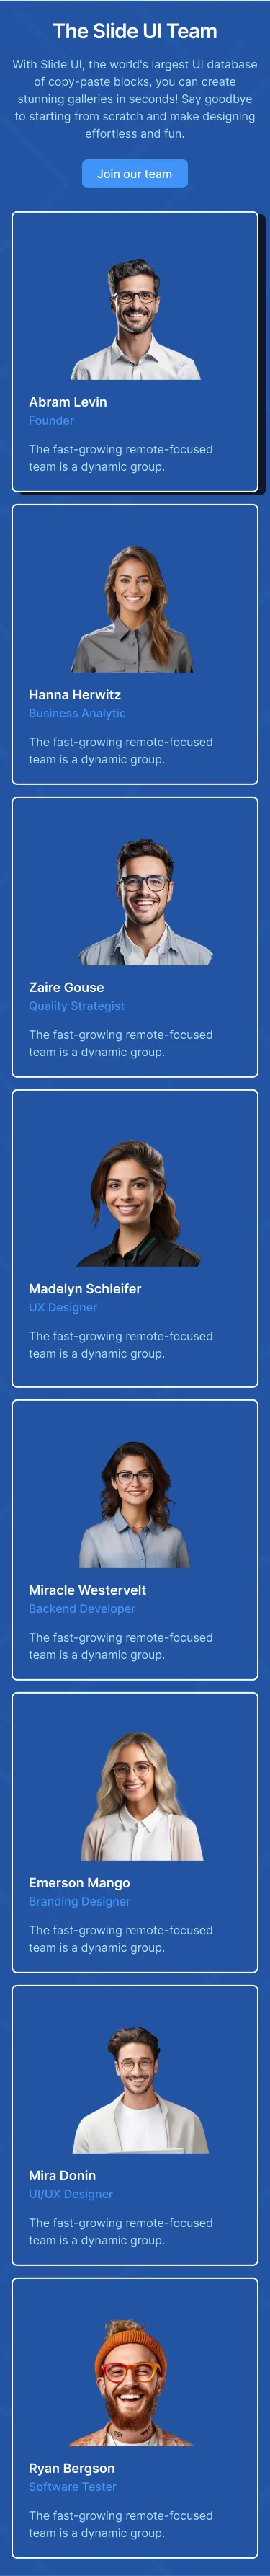 The Slide UI Team
With Slide UI, the world's largest UI database
of copy-paste blocks, you can create
stunning galleries in seconds! Say goodbye
to starting from scratch and make designing
effortless and fun.
Join our team
Abram Levin
Founder
The fast-growing remote-focused
team is a dynamic group.
Hanna Herwitz
Business Analytic
The fast-growing remote-focused
team is a dynamic group.
Zaire Gouse
Quality Strategist
The fast-growing remote-focused
team is a dynamic group.
Madelyn Schleifer
UX Designer
The fast-growing remote-focused
team is a dynamic group.
Miracle Westervelt
Backend Developer
The fast-growing remote-focused
team is a dynamic group.
Emerson Mango
Branding Designer
The fast-growing remote-focused
team is a dynamic group.
Mira Donin
UI/UX Designer
The fast-growing remote-focused
team is a dynamic group.
Ryan Bergson
Software Tester
The fast-growing remote-focused
team is a dynamic group.